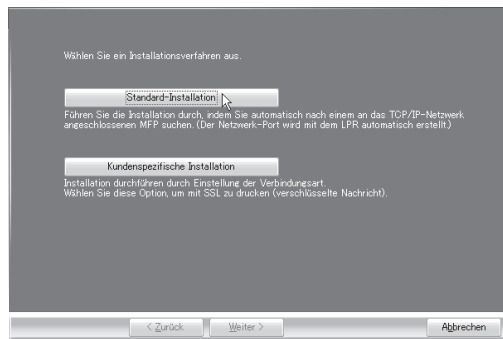 Wählen Sie ein Installationsverfahren aus.
Standard-Installation
Führen Sie die Installation durch, indem Sie automatisch nach einem an das TCP/IP-Netzwerk
angeschlossenen MFP suchen. (Der Netzwerk-Port wird mit dem LPR automatisch erstellt.)
Kundenspezifische Installation
Installation durchführen durch Einstellung der Verbindungsart.
Wählen Sie diese Option, um mit SSL zu drucken (verschlüsselte Nachricht).
< Zurück
Weiter >
Abbrechen